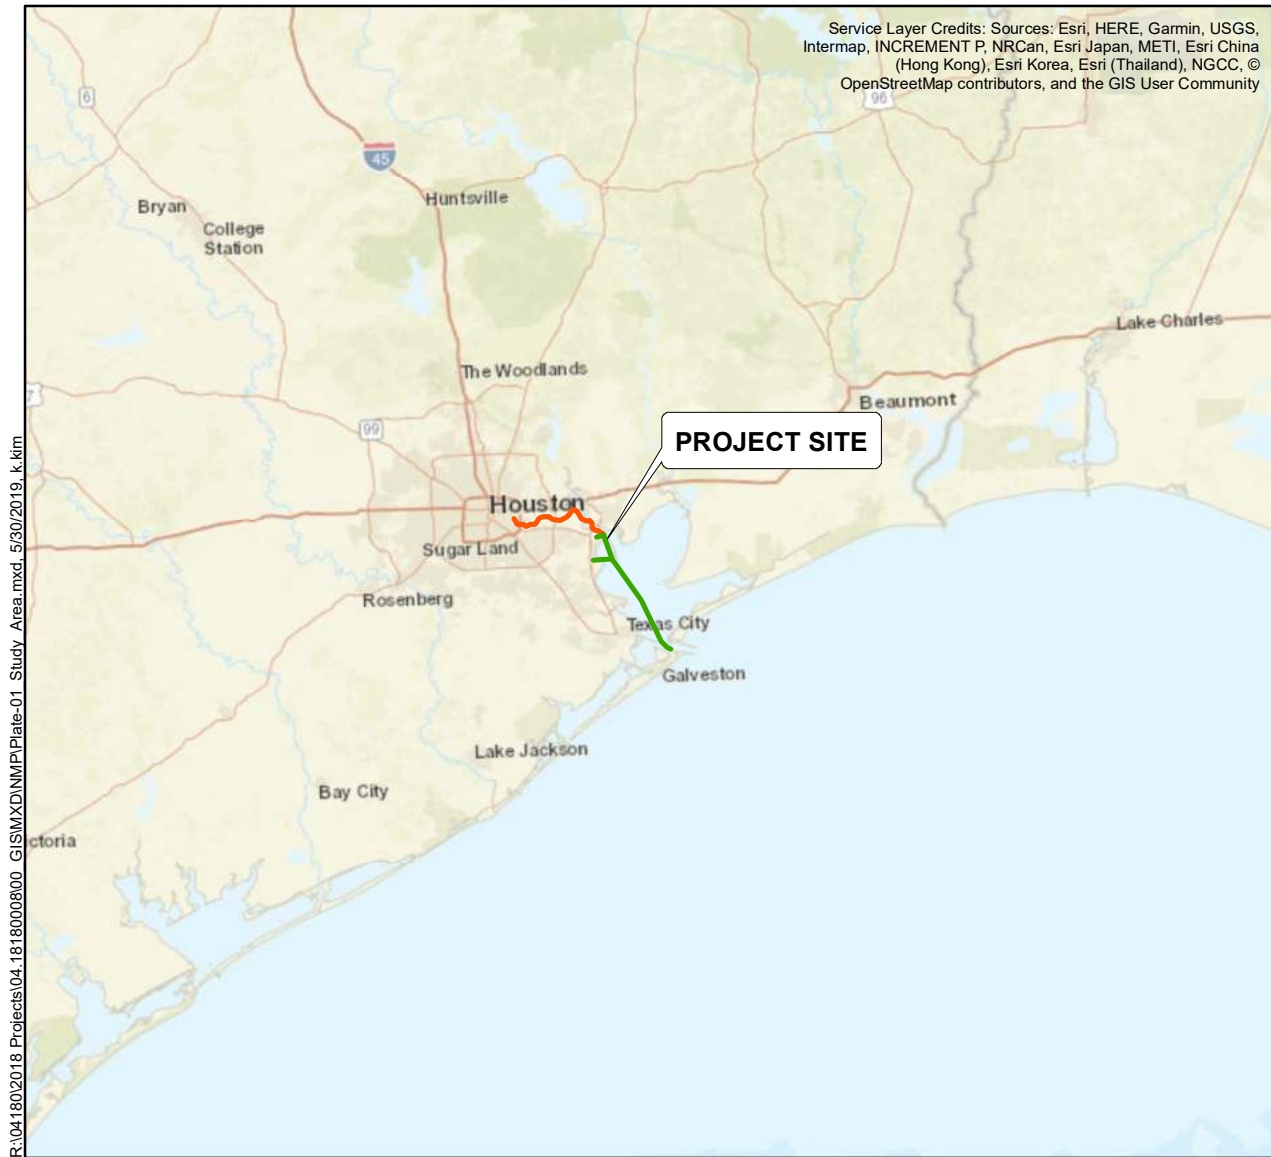 Service Layer Credits: Sources: Esri, HERE, Garmin, USGS,
Intermap, INCREMENT P, NRCan, Esri Japan, METI, Esri China
(Hong Kong), Esri Korea, Esri (Thailand), NGCC, ©
OpenStreetMap contributors, and the GIS User Community
96
6
45
Huntsville
Bryan
College
Station
Lake Charles
The Woodlands
7
Beaumont
99
PROJECT SITE
Houston
Sugar Land
Rosenberg
Texas City
Galveston
Lake Jackson
Bay City
ctoria
R:\04180\2018 Projects\04.18180008\00_GIS\MXD\NMP\Plate-01_Study_Area.mxd, 5/30/2019, k.kim